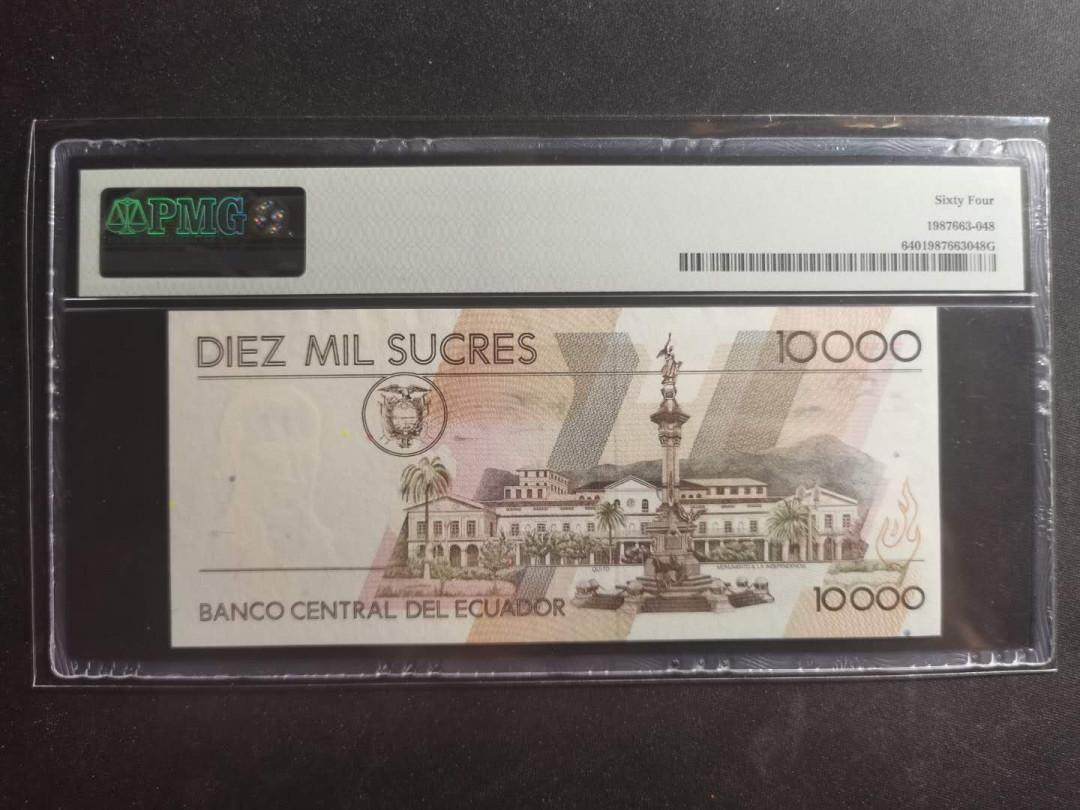 PMG
Sixty Four
1987663-048
6401987663048G
DIEZ MIL SUCRES
10000
QUITO
MONUMENTO A LA INDEPENDENCIA
BANCO CENTRAL DEL ECUADOR
10000